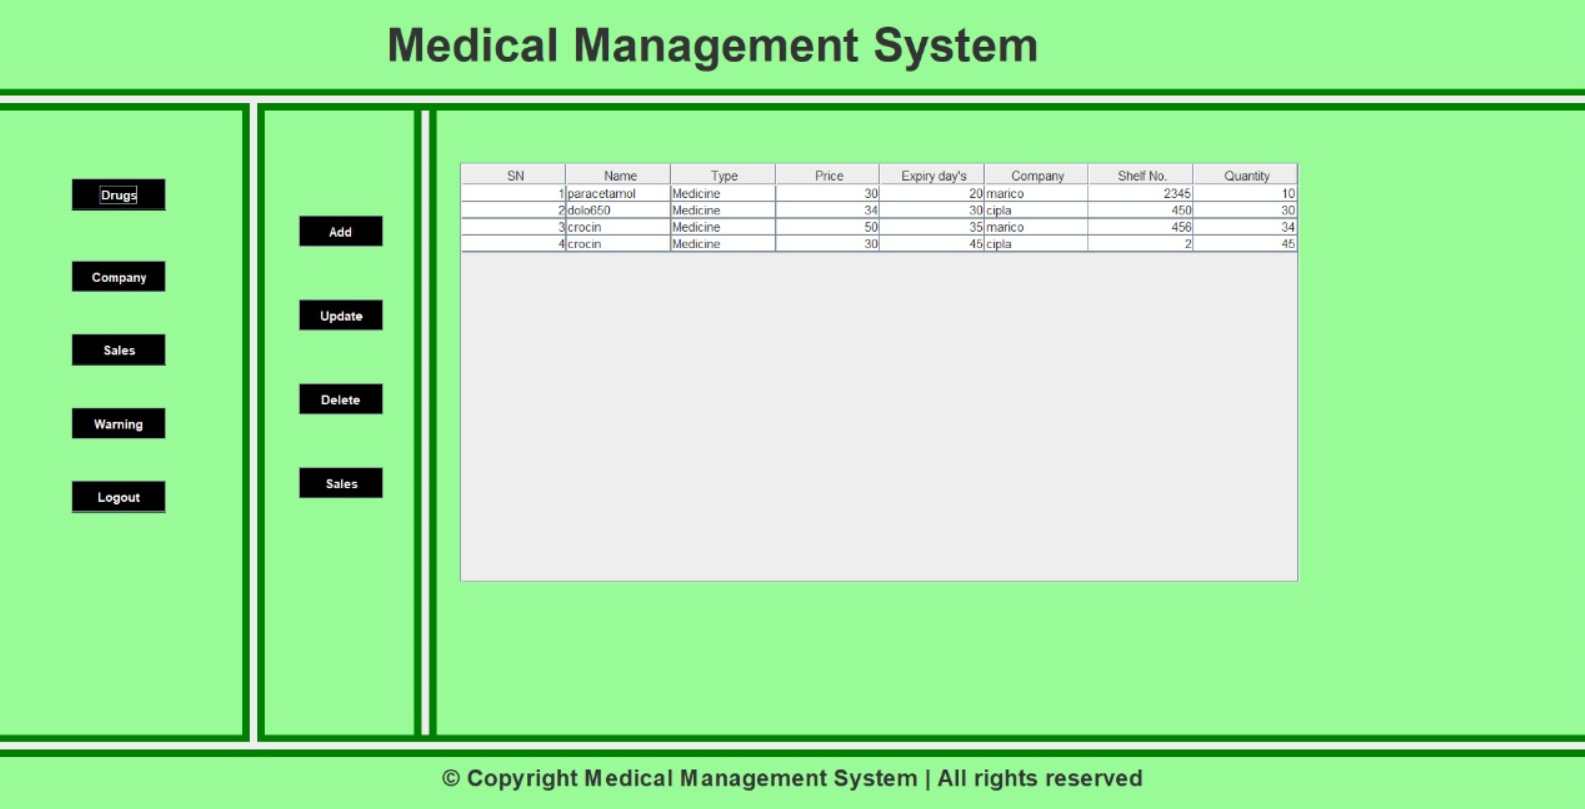 Medical Management System
Drugs
Company
Sales
Warning
Logout
Add
Update
Delete
Sales
SN Name Type Price Expiry day's Company Shelf No. Quantity
1 paracetamol Medicine 30 20 marico 2345 10
2 dolo650 Medicine 34 30 cipla 450 30
3 crocin Medicine 50 35 marico 456 34
4 crocin Medicine 30 45 cipla 2 45
© Copyright Medical Management System | All rights reserved